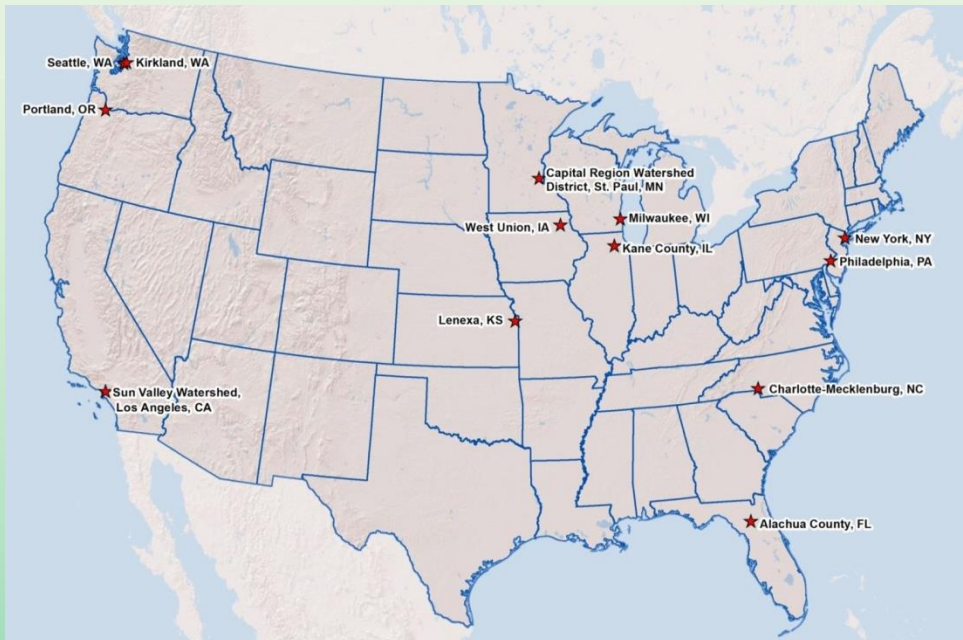 Seattle, WA
Kirkland, WA
Portland, OR
Capital Region Watershed
District, St. Paul, MN
Milwaukee, WI
West Union, IA
New York, NY
Kane County, IL
Philadelphia, PA
Lenexa, KS
Charlotte-Mecklenburg, NC
Sun Valley Watershed,
Los Angeles, CA
Alachua County, FL